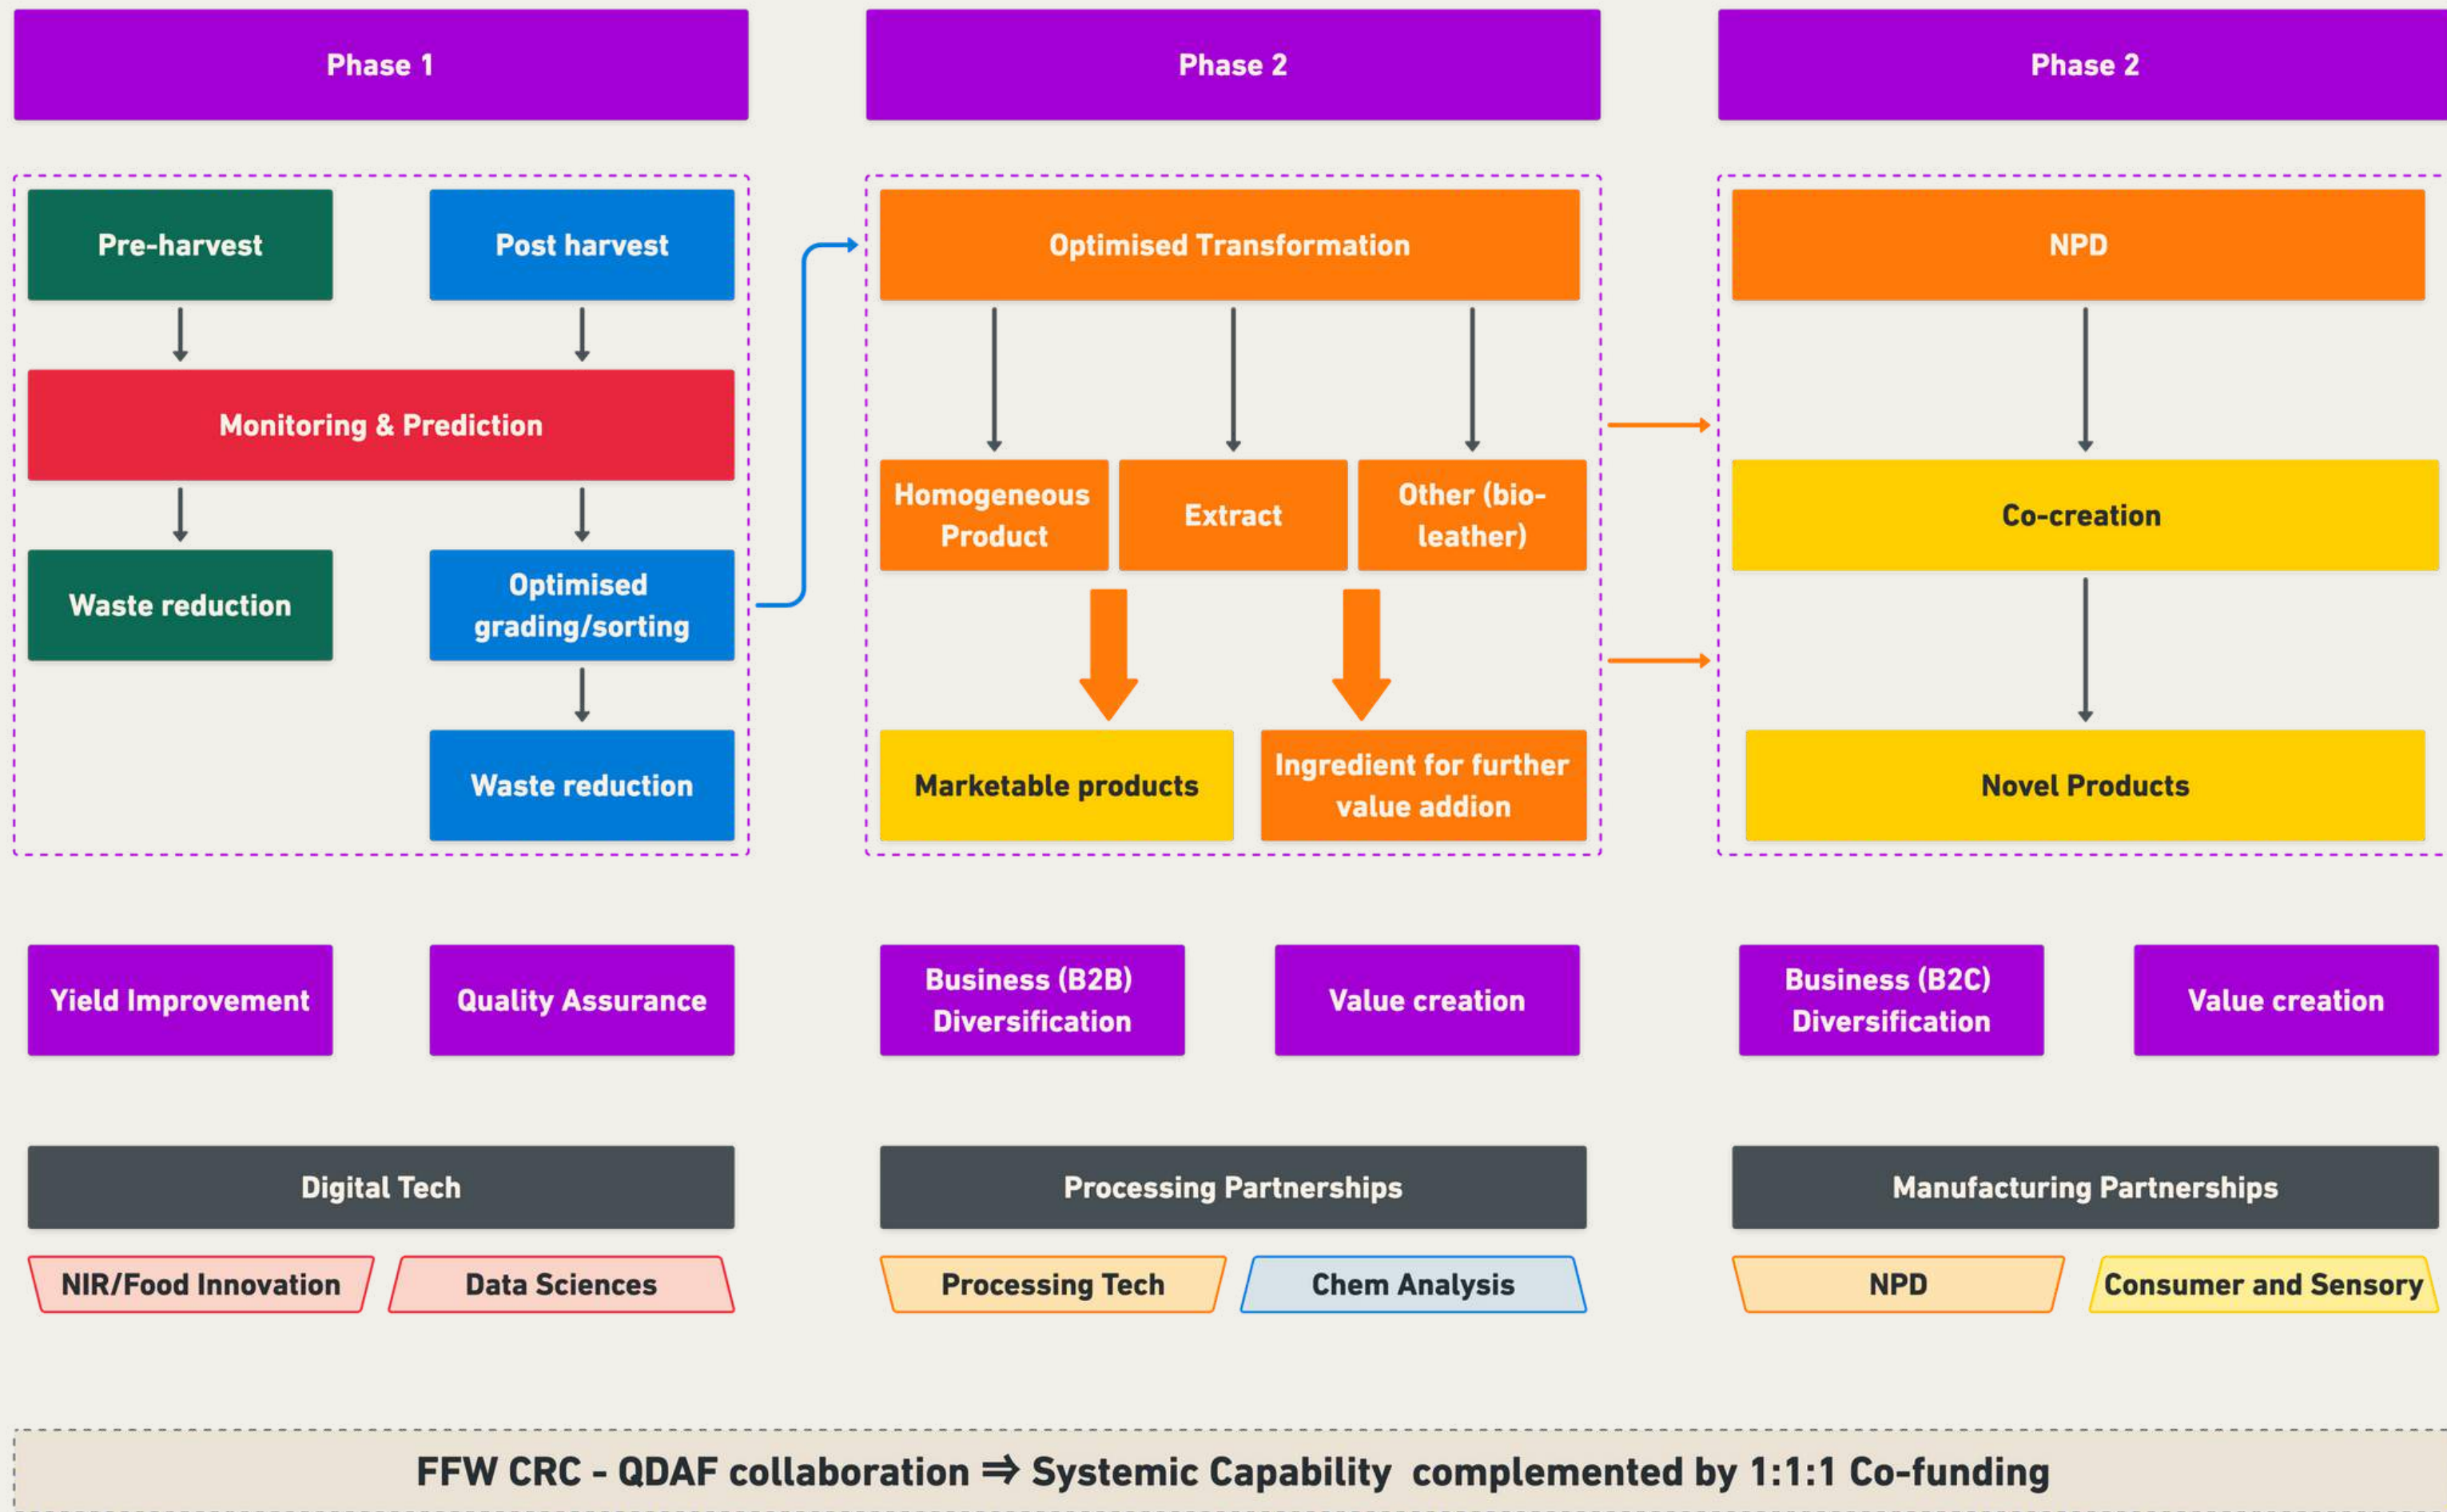 Phase 1
Phase 2
Phase 2
Pre-harvest
Post harvest
Monitoring & Prediction
Waste reduction
Optimised
grading/sorting
Waste reduction
Optimised Transformation
Homogeneous
Product
Extract
Other (bio-
leather)
Marketable products
Ingredient for further
value addion
NPD
Co-creation
Novel Products
Yield Improvement
Quality Assurance
Business (B2B)
Diversification
Value creation
Business (B2C)
Diversification
Value creation
Digital Tech
Processing Partnerships
Manufacturing Partnerships
NIR/Food Innovation
Data Sciences
Processing Tech
Chem Analysis
NPD
Consumer and Sensory
FFW CRC - QDAF collaboration ⇒ Systemic Capability complemented by 1:1:1 Co-funding